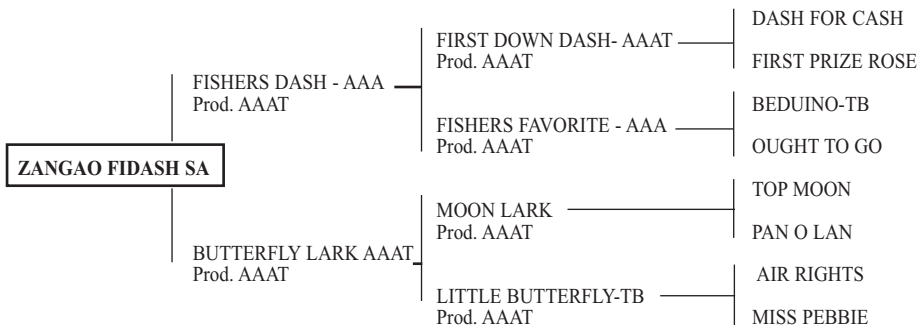 ZANGAO FIDASH SA
FISHERS DASH - AAA
Prod. AAAT
BUTTERFLY LARK AAAT
Prod. AAAT
FIRST DOWN DASH- AAAT
Prod. AAAT
FISHERS FAVORITE - AAA
Prod. AAAT
MOON LARK
Prod. AAAT
LITTLE BUTTERFLY-TB
Prod. AAAT
DASH FOR CASH
FIRST PRIZE ROSE
BEDUINO-TB
OUGHT TO GO
TOP MOON
PAN O LAN
AIR RIGHTS
MISS PEBBIE